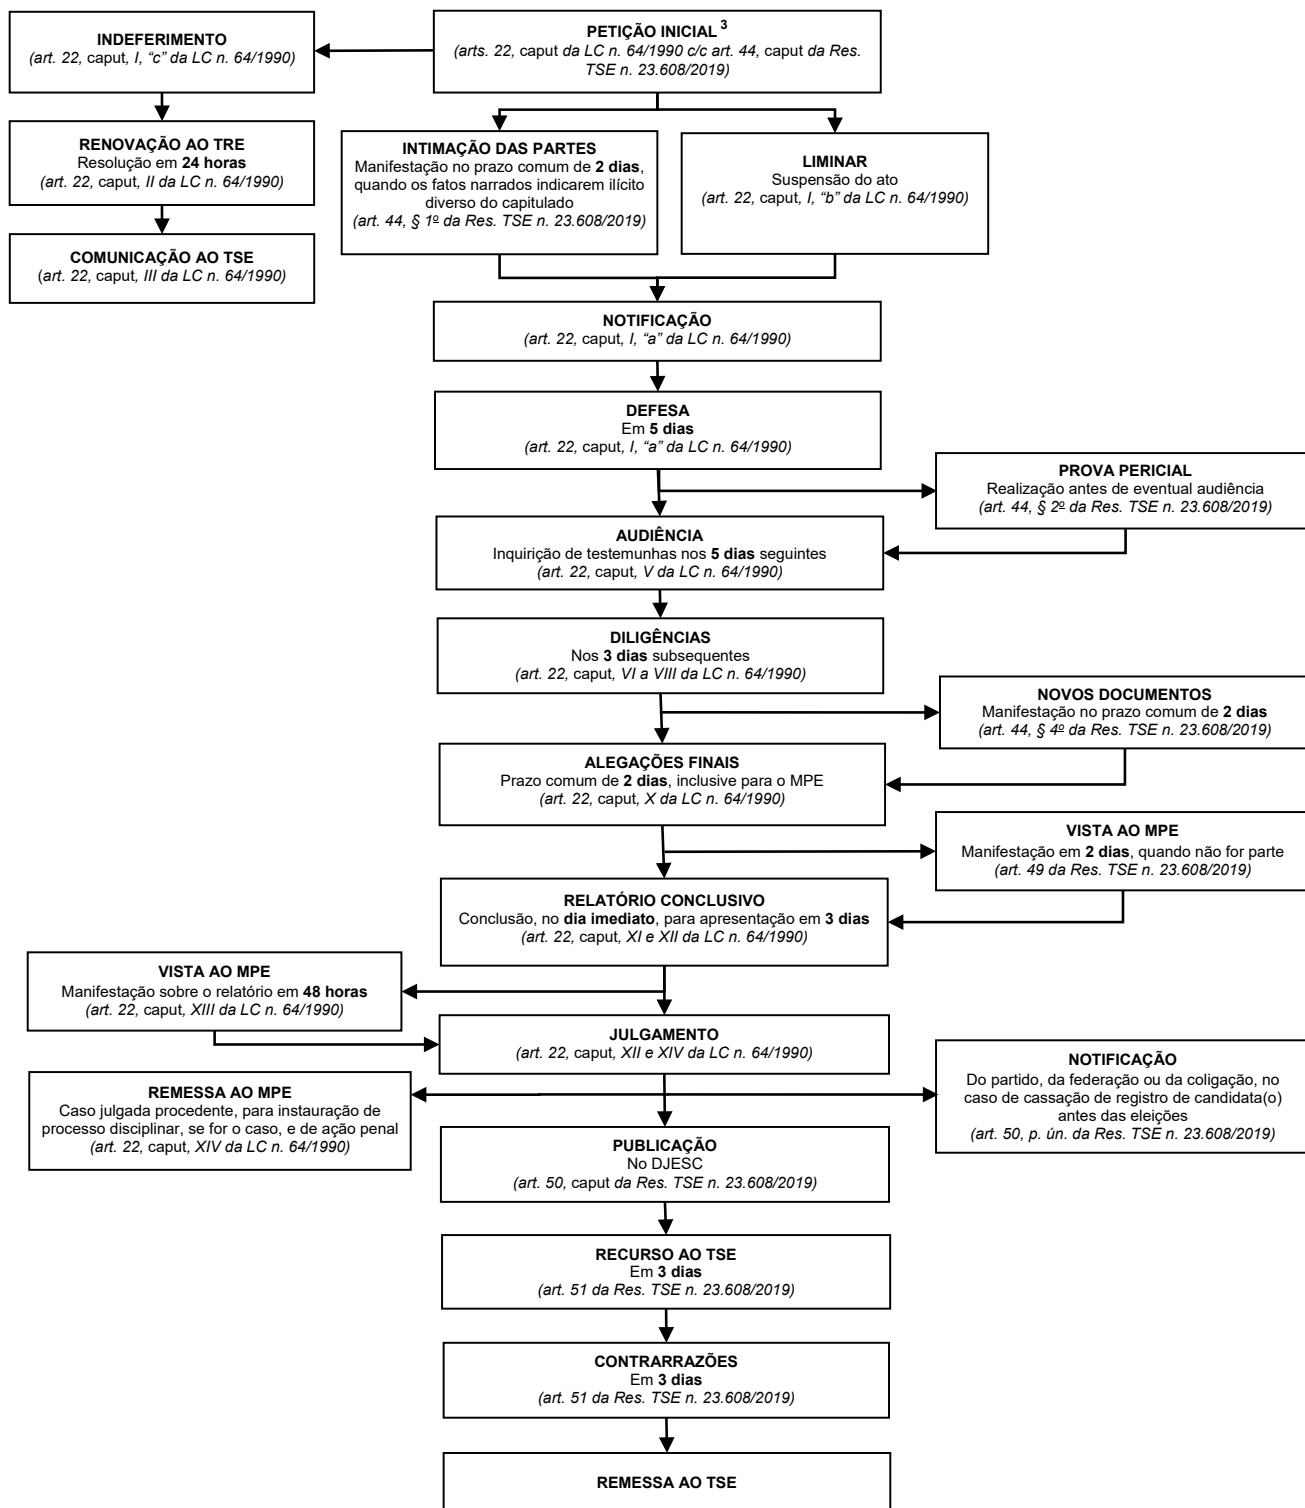 INDEFERIMENTO
(art. 22, caput, I, “c” da LC n. 64/1990)
PETIÇÃO INICIAL 3
(arts. 22, caput da LC n. 64/1990 c/c art. 44, caput da Res.
TSE n. 23.608/2019)
RENOVAÇÃO AO TRE
Resolução em 24 horas
(art. 22, caput, II da LC n. 64/1990)
INTIMAÇÃO DAS PARTES
Manifestação no prazo comum de 2 dias,
quando os fatos narrados indicarem ilícito
diverso do capitulado
(art. 44, § 1º da Res. TSE n. 23.608/2019)
LIMINAR
Suspensão do ato
(art. 22, caput, I, “b” da LC n. 64/1990)
COMUNICAÇÃO AO TSE
(art. 22, caput, III da LC n. 64/1990)
NOTIFICAÇÃO
(art. 22, caput, I, “a” da LC n. 64/1990)
DEFESA
Em 5 dias
(art. 22, caput, I, “a” da LC n. 64/1990)
PROVA PERICIAL
Realização antes de eventual audiência
(art. 44, § 2º da Res. TSE n. 23.608/2019)
AUDIÊNCIA
Inquirição de testemunhas nos 5 dias seguintes
(art. 22, caput, V da LC n. 64/1990)
DILIGÊNCIAS
Nos 3 dias subsequentes
(art. 22, caput, VI a VIII da LC n. 64/1990)
NOVOS DOCUMENTOS
Manifestação no prazo comum de 2 dias
(art. 44, § 4º da Res. TSE n. 23.608/2019)
ALEGAÇÕES FINAIS
Prazo comum de 2 dias, inclusive para o MPE
(art. 22, caput, X da LC n. 64/1990)
VISTA AO MPE
Manifestação em 2 dias, quando não for parte
(art. 49 da Res. TSE n. 23.608/2019)
RELATÓRIO CONCLUSIVO
Conclusão, no dia imediato, para apresentação em 3 dias
(art. 22, caput, XI e XII da LC n. 64/1990)
VISTA AO MPE
Manifestação sobre o relatório em 48 horas
(art. 22, caput, XIII da LC n. 64/1990)
JULGAMENTO
(art. 22, caput, XII e XIV da LC n. 64/1990)
NOTIFICAÇÃO
Do partido, da federação ou da coligação, no
caso de cassação de registro de candidata(o)
antes das eleições
(art. 50, p. ún. da Res. TSE n. 23.608/2019)
REMESSA AO MPE
Caso julgada procedente, para instauração de
processo disciplinar, se for o caso, e de ação penal
(art. 22, caput, XIV da LC n. 64/1990)
PUBLICAÇÃO
No DJESC
(art. 50, caput da Res. TSE n. 23.608/2019)
RECURSO AO TSE
Em 3 dias
(art. 51 da Res. TSE n. 23.608/2019)
CONTRARRAZÕES
Em 3 dias
(art. 51 da Res. TSE n. 23.608/2019)
REMESSA AO TSE